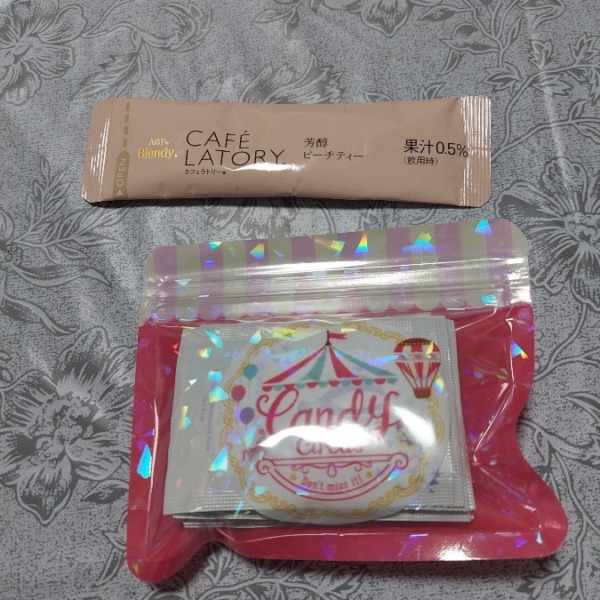 OPEN
AGF®
Blendy®
CAFÉ
LATORY®
カフェラトリー®
芳醇
ピーチティー
果汁0.5%
(飲用時)
Candy
Circus
Don't miss it!